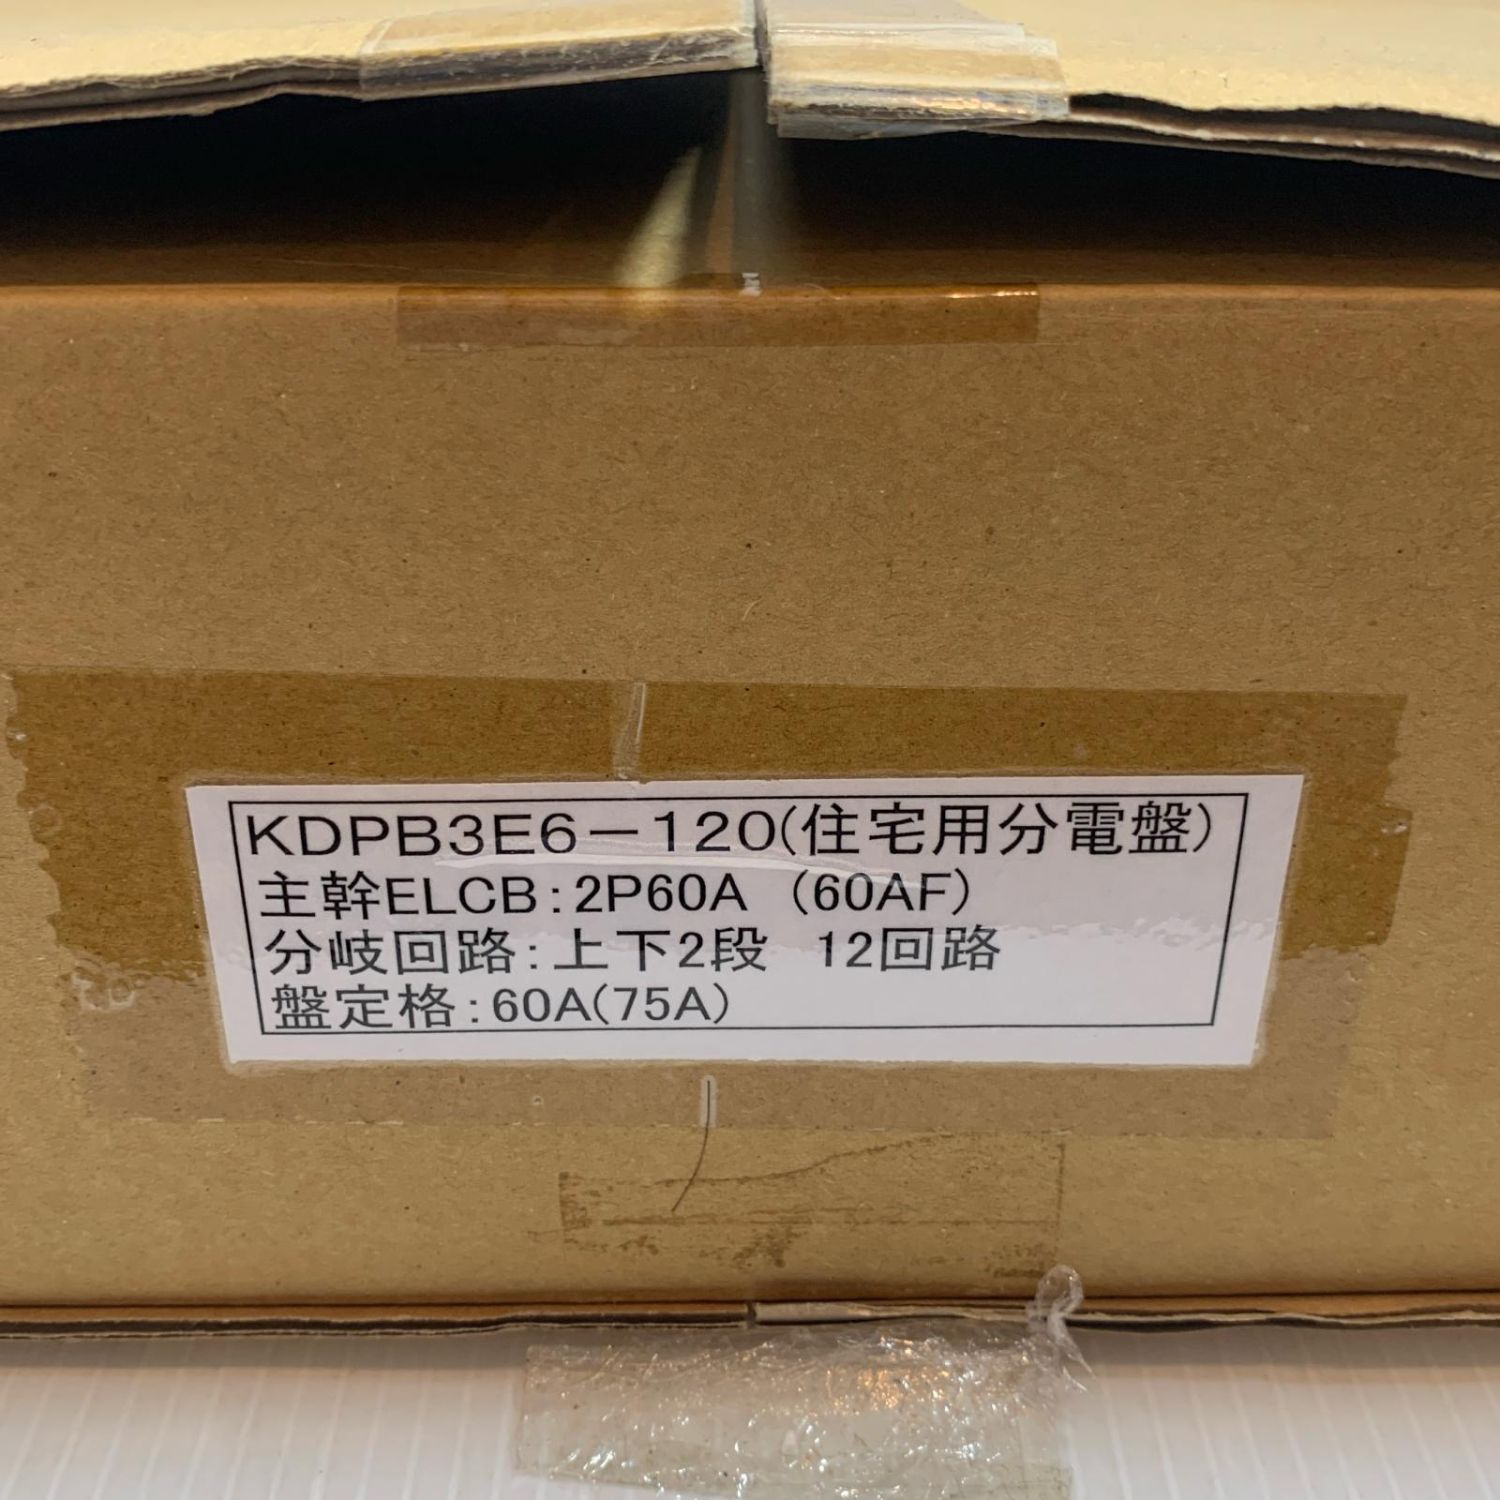 KDPB3E6－120(住宅用分電盤)
主幹ELCB：2P60A （60AF）
分岐回路：上下2段　12回路
盤定格：60A(75A)